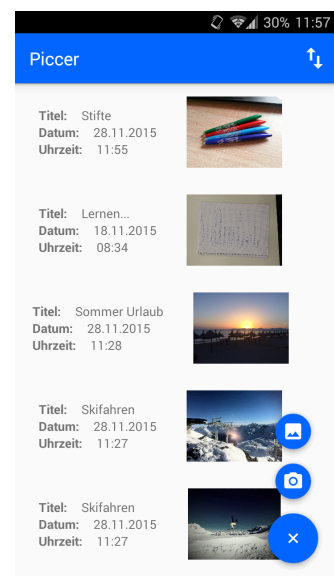 30% 11:57
Piccer
Titel: Stifte
Datum: 28.11.2015
Uhrzeit: 11:55
Titel: Lernen...
Datum: 18.11.2015
Uhrzeit: 08:34
Titel: Sommer Urlaub
Datum: 28.11.2015
Uhrzeit: 11:28
Titel: Skifahren
Datum: 28.11.2015
Uhrzeit: 11:27
Titel: Skifahren
Datum: 28.11.2015
Uhrzeit: 11:27